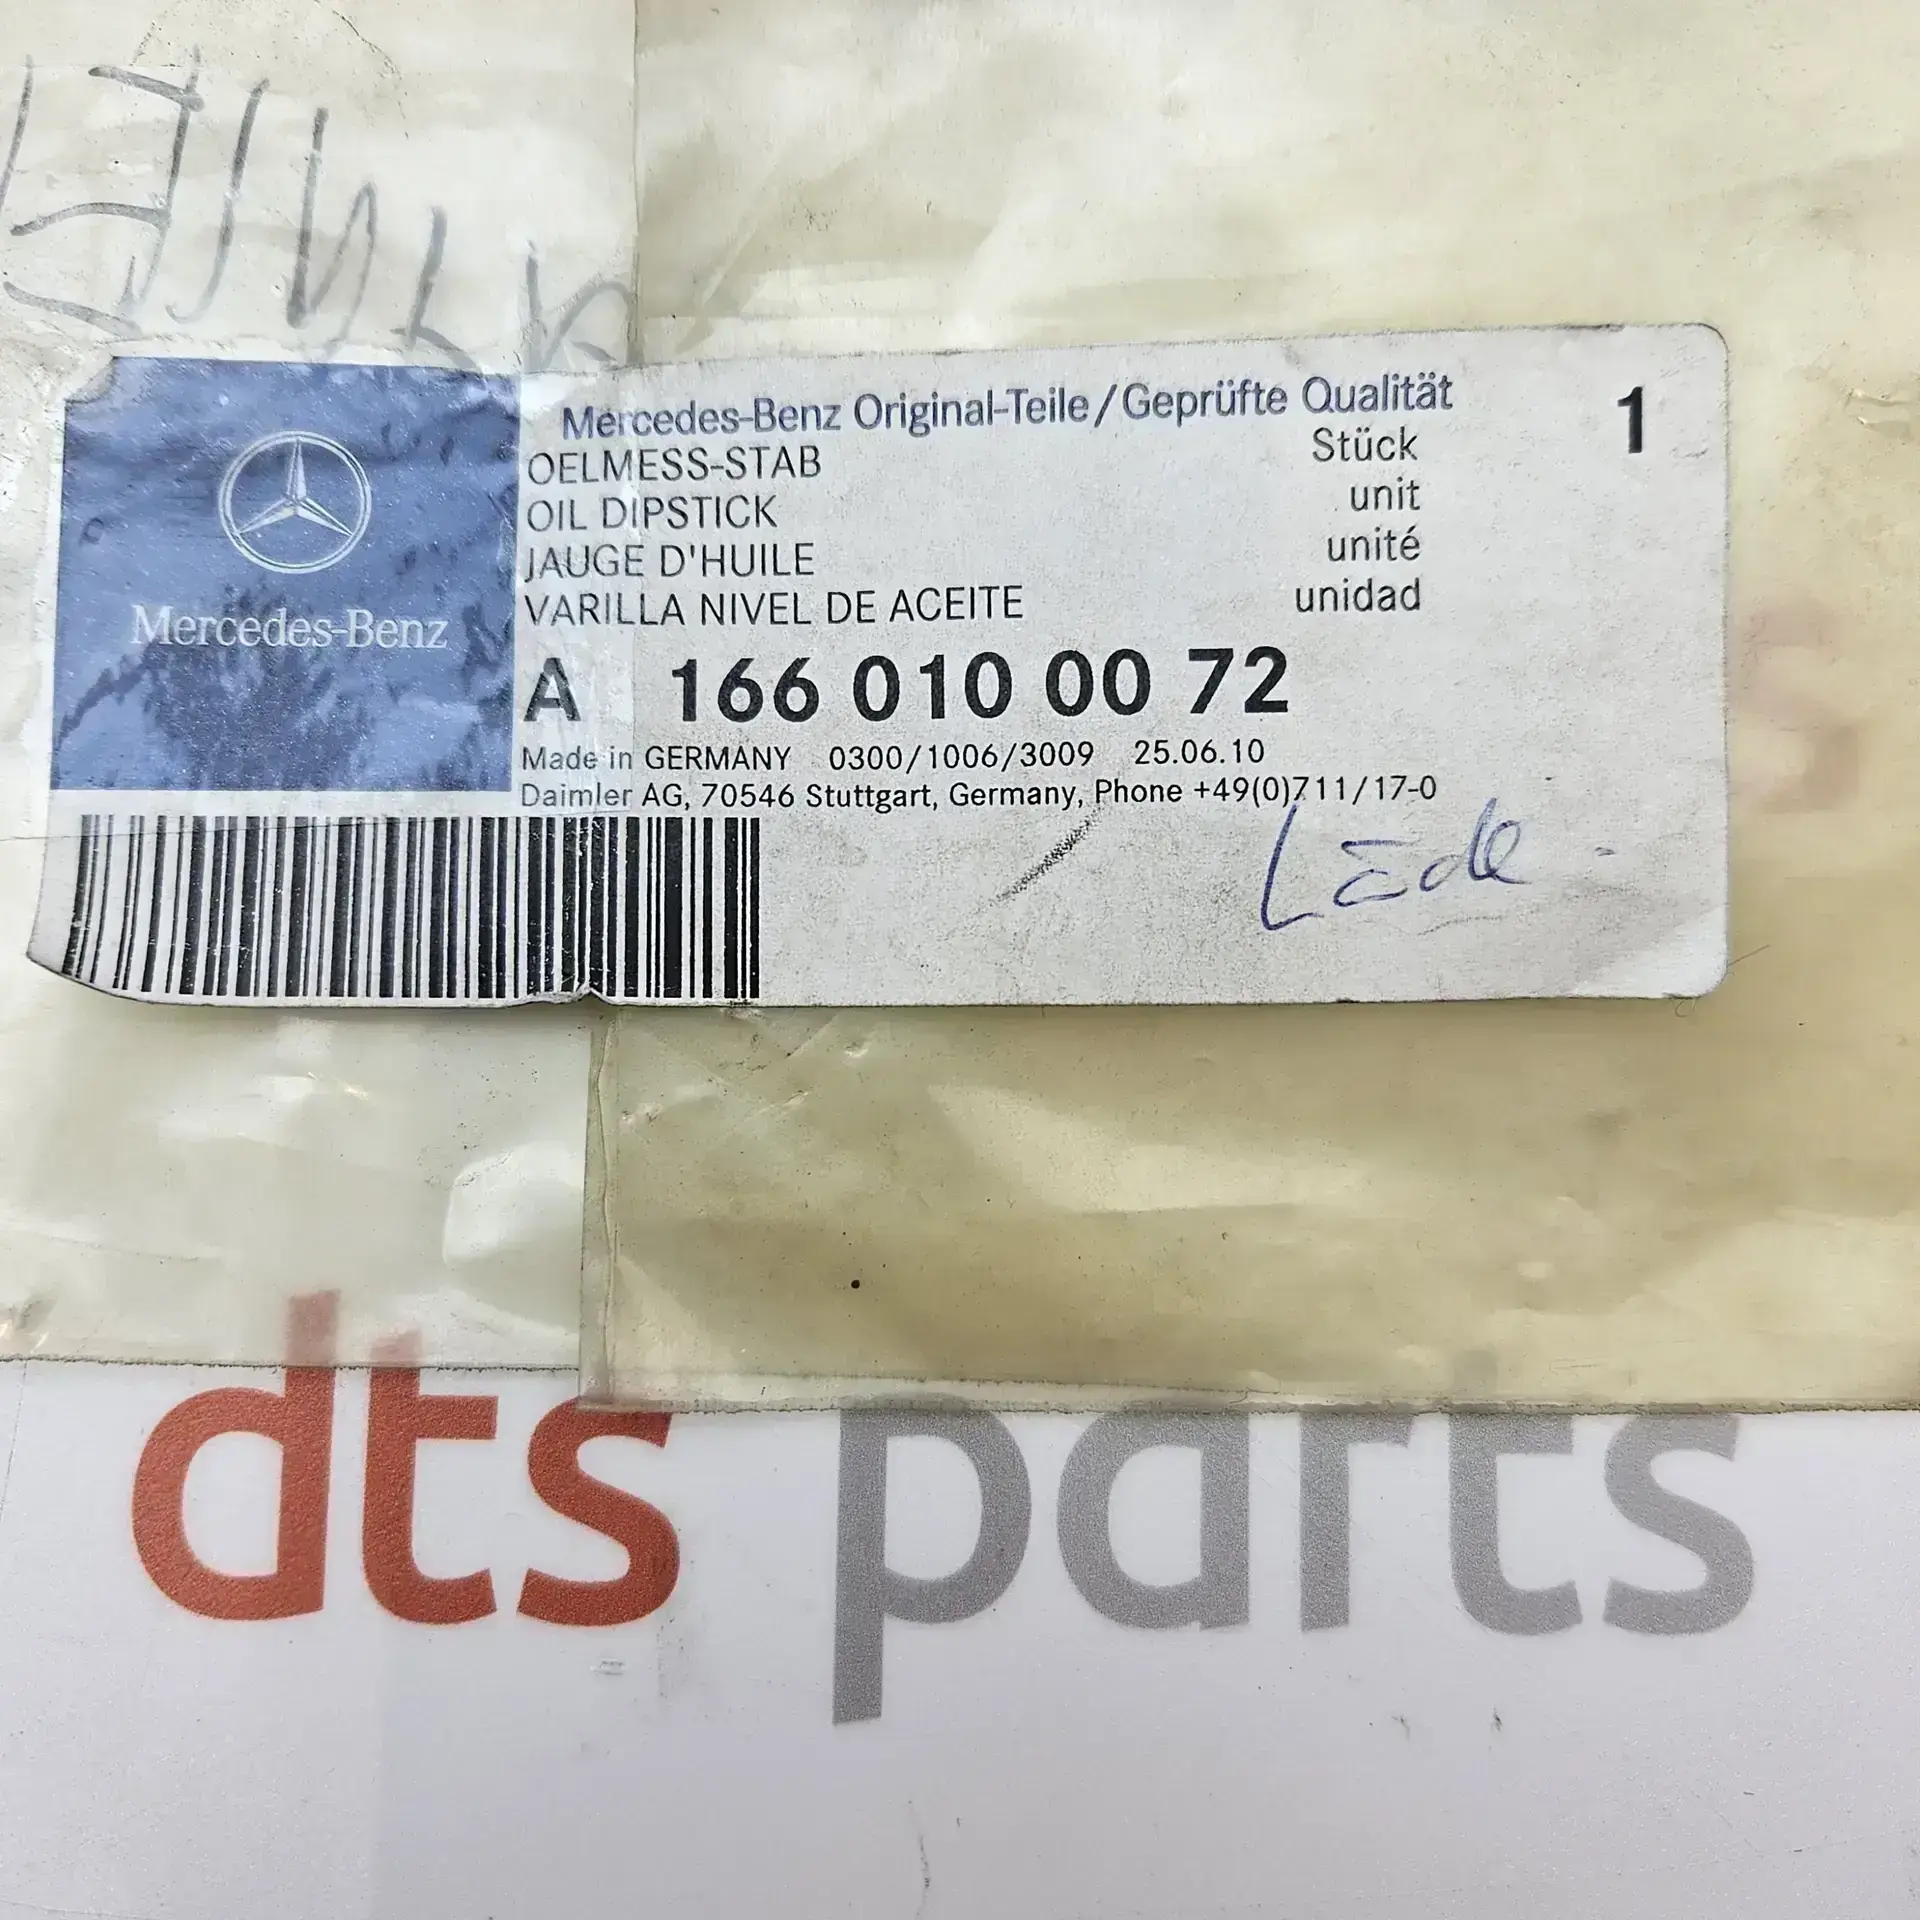 Mercedes-Benz
Mercedes-Benz Original-Teile/Geprüfte Qualität
OELMESS-STAB Stück 1
OIL DIPSTICK unit
JAUGE D'HUILE unité
VARILLA NIVEL DE ACEITE unidad
A 166 010 00 72
Made in GERMANY 0300/1006/3009 25.06.10
Daimler AG, 70546 Stuttgart, Germany, Phone +49(0)711/17-0
dts parts